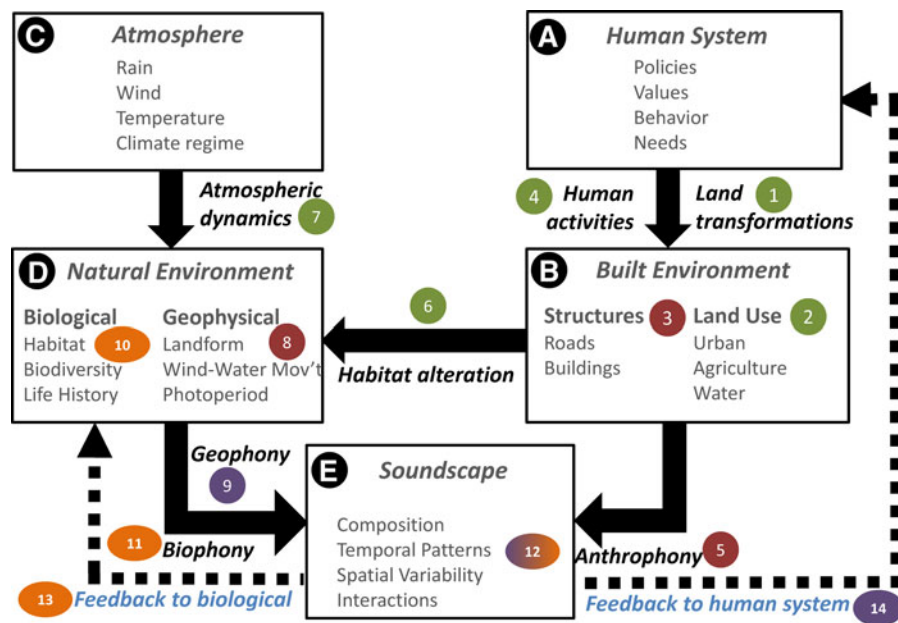 C Atmosphere
Rain
Wind
Temperature
Climate regime
A Human System
Policies
Values
Behavior
Needs
Atmospheric
dynamics 7
4 Human
activities
Land 1
transformations
D Natural Environment
Biological
Habitat 10
Biodiversity
Life History
Geophysical
Landform 8
Wind-Water Mov't
Photoperiod
6
Habitat alteration
B Built Environment
Structures 3
Roads
Buildings
Land Use 2
Urban
Agriculture
Water
Geophony
9
11 Biophony
E Soundscape
Composition
Temporal Patterns 12
Spatial Variability
Interactions
Anthrophony 5
13 Feedback to biological
Feedback to human system 14